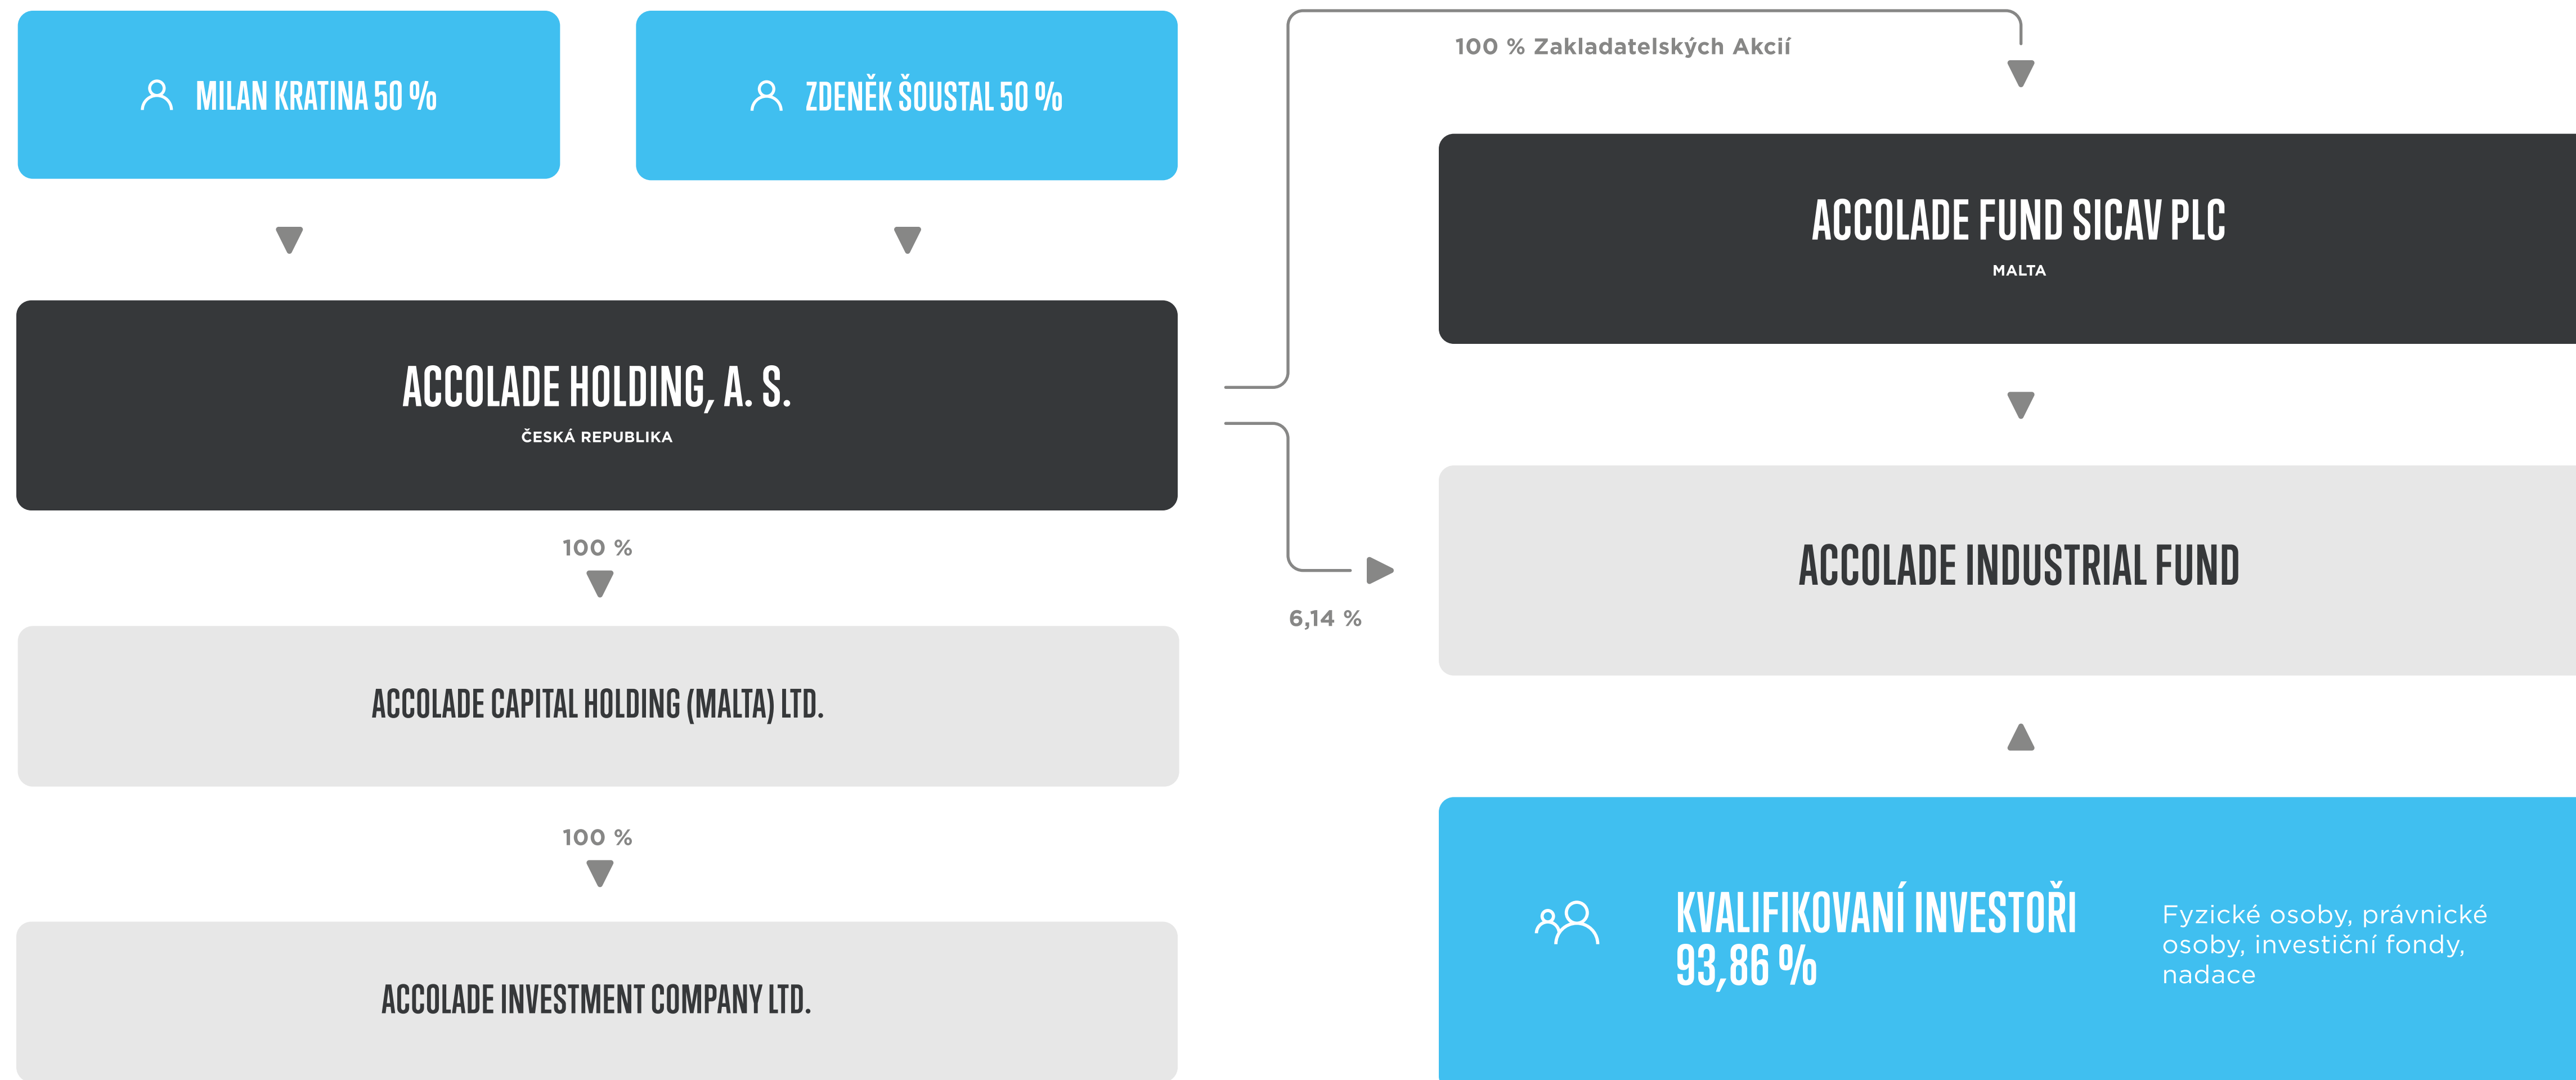 MILAN KRATINA 50 %
ZDENĚK ŠOUSTAL 50 %
ACCOLADE HOLDING, A. S.
ČESKÁ REPUBLIKA
100 %
ACCOLADE CAPITAL HOLDING (MALTA) LTD.
100 %
ACCOLADE INVESTMENT COMPANY LTD.
100 % Zakladatelských Akcií
ACCOLADE FUND SICAV PLC
MALTA
6,14 %
ACCOLADE INDUSTRIAL FUND
KVALIFIKOVANÍ INVESTOŘI
93,86 %
Fyzické osoby, právnické
osoby, investiční fondy,
nadace